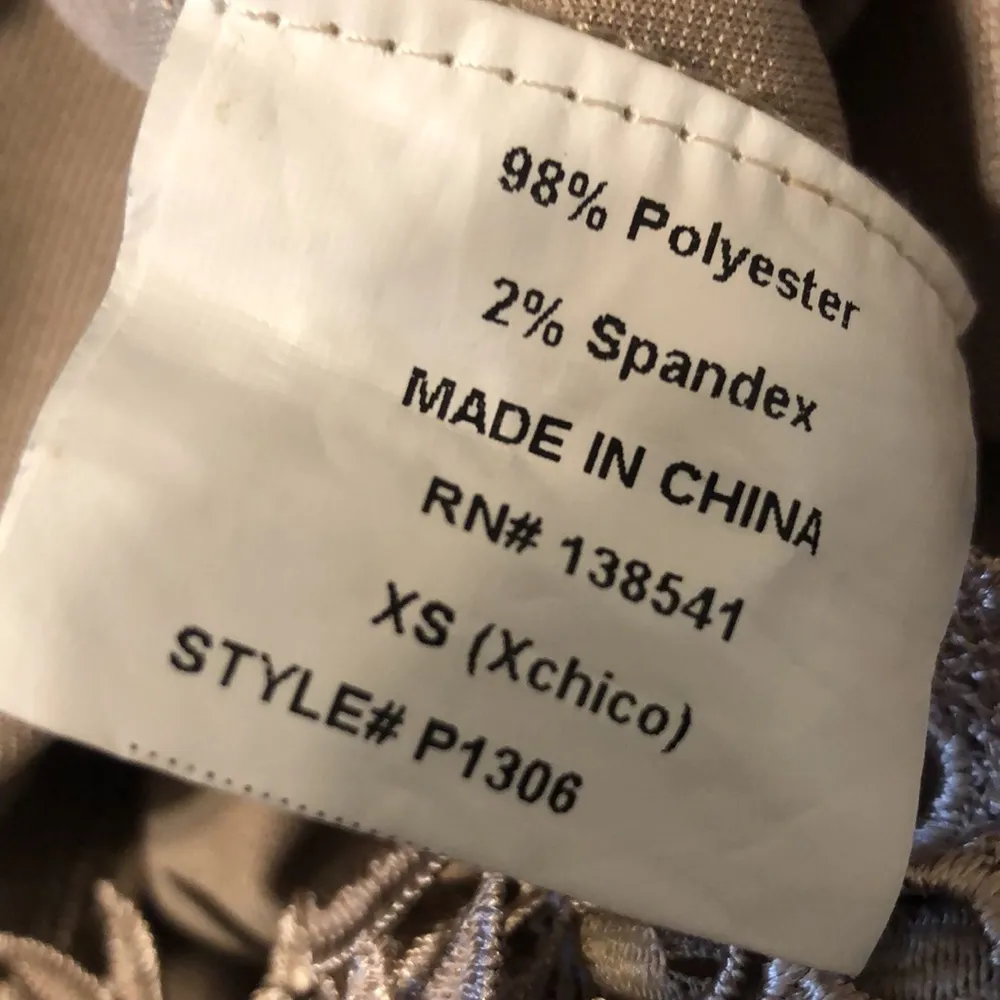 98% Polyester
2% Spandex
MADE IN CHINA
RN# 138541
XS (Xchico)
STYLE# P1306